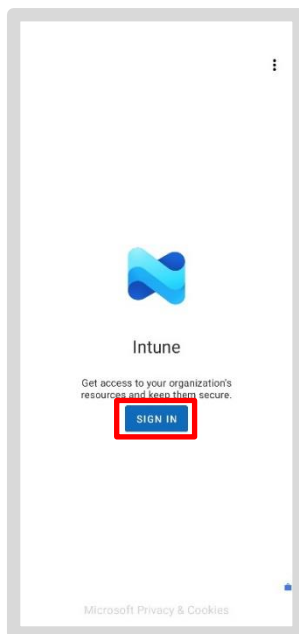 Intune
Get access to your organization's
resources and keep them secure.
SIGN IN
Microsoft Privacy & Cookies